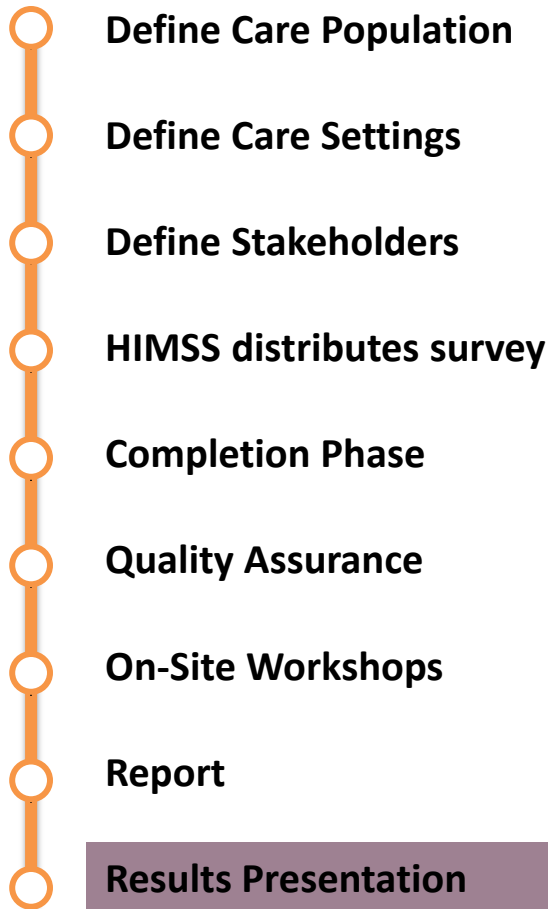 Define Care Population
Define Care Settings
Define Stakeholders
HIMSS distributes survey
Completion Phase
Quality Assurance
On-Site Workshops
Report
Results Presentation